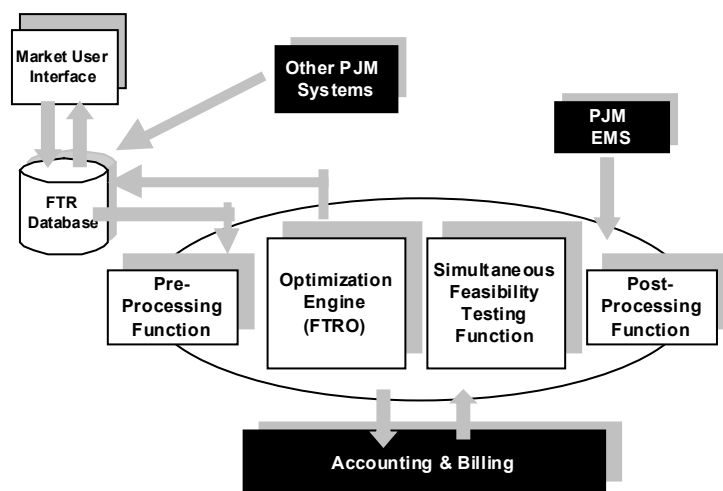 Market User
Interface
Other PJM
Systems
PJM
EMS
FTR
Database
Pre-
Processing
Function
Optimization
Engine
(FTRO)
Simultaneous
Feasibility
Testing
Function
Post-
Processing
Function
Accounting & Billing